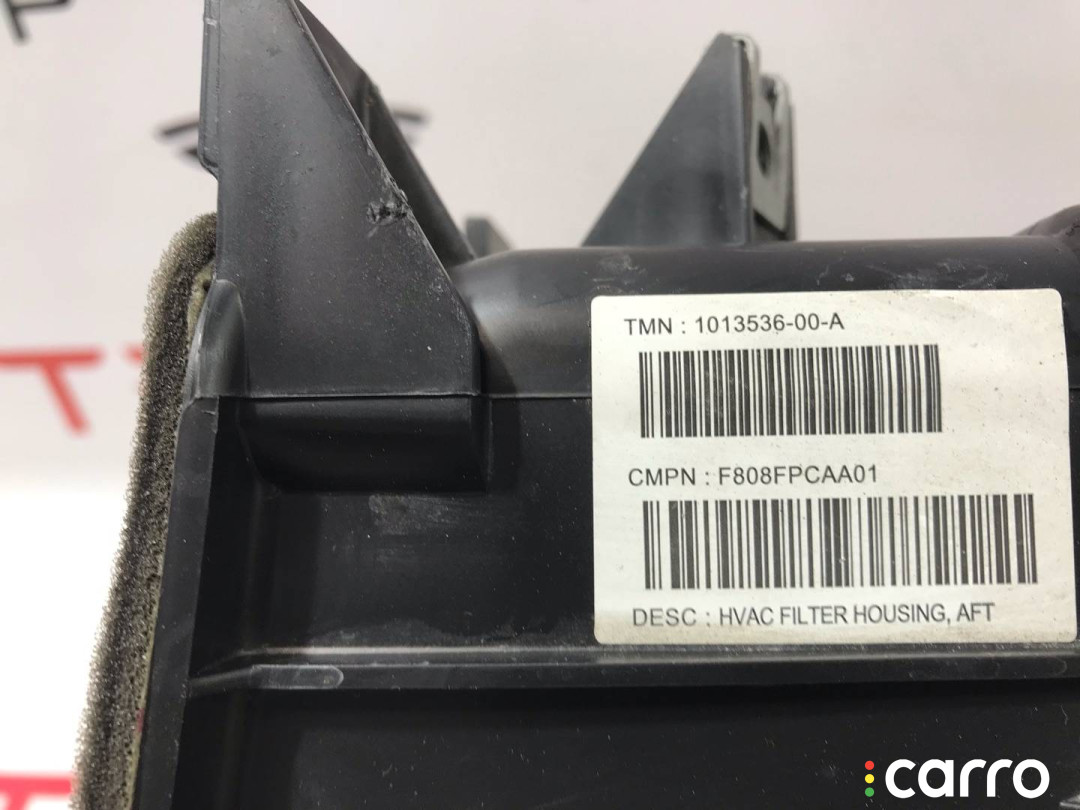 TMN : 1013536-00-A
CMPN : F808FPCAA01
DESC : HVAC FILTER HOUSING, AFT
carro